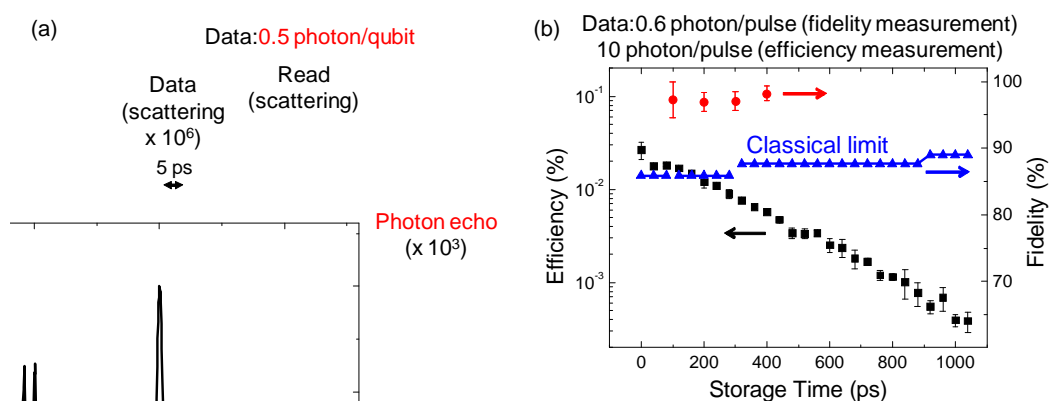 (a)
Data:0.5 photon/qubit
Data
(scattering
x 10⁶)
Read
(scattering)
5 ps
Photon echo
(x 10³)
(b)
Data:0.6 photon/pulse (fidelity measurement)
10 photon/pulse (efficiency measurement)
Efficiency (%)
10⁻¹
10⁻²
10⁻³
Classical limit
100
90
80
70
Fidelity (%)
0 200 400 600 800 1000
Storage Time (ps)